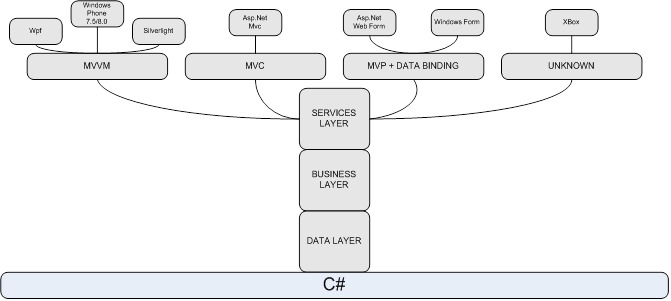 Wpf
Windows
Phone
7.5/8.0
Silverlight
Asp.Net
Mvc
Asp.Net
Web Form
Windows Form
XBox
MVVM
MVC
MVP + DATA BINDING
UNKNOWN
SERVICES
LAYER
BUSINESS
LAYER
DATA LAYER
C#